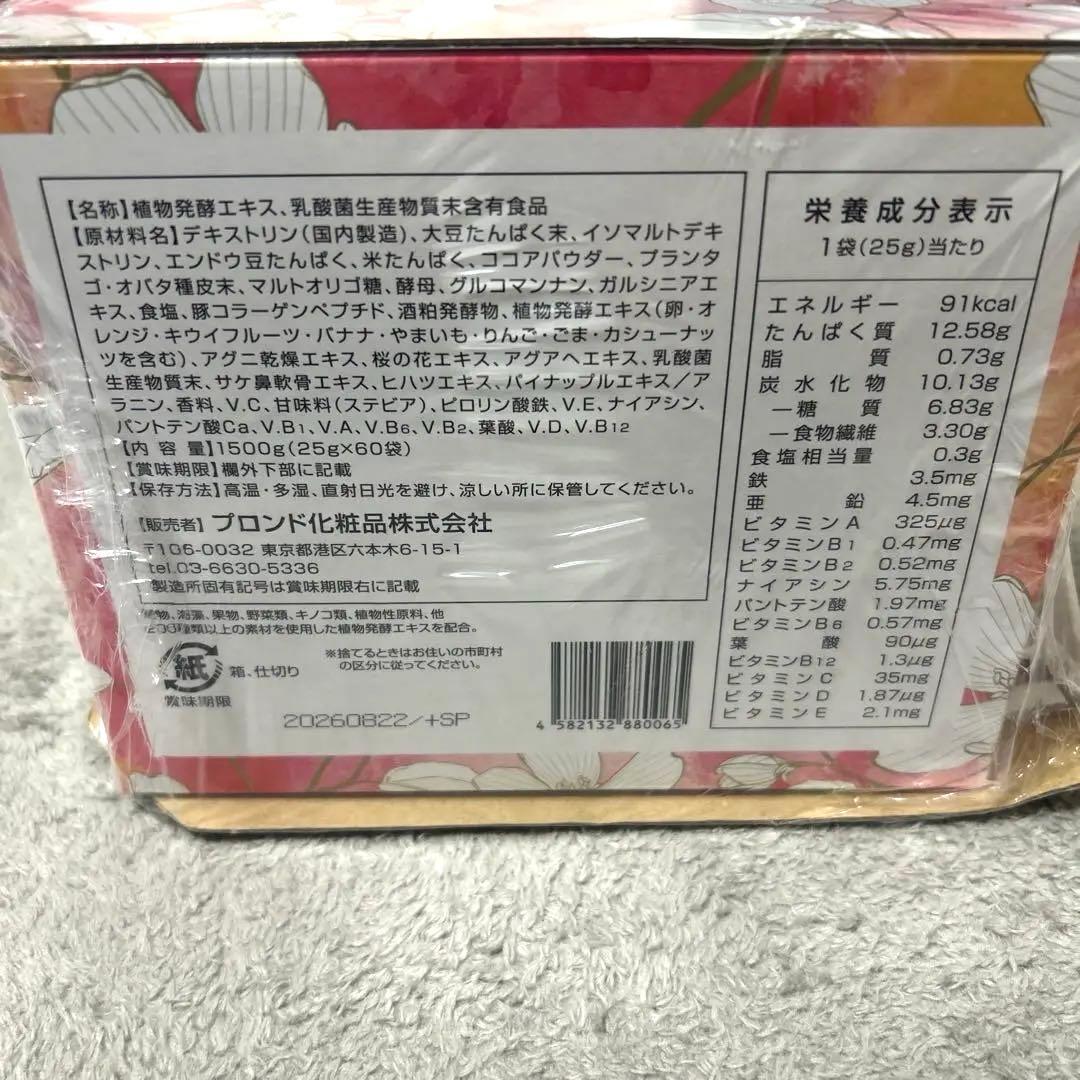 【名称】植物発酵エキス、乳酸菌生産物質末含有食品
【原材料名】デキストリン(国内製造)、大豆たんぱく末、イソマルトデキ
ストリン、エンドウ豆たんぱく、米たんぱく、ココアパウダー、プランタ
ゴ・オバタ種皮末、マルトオリゴ糖、酵母、グルコマンナン、ガルシニアエ
キス、食塩、豚コラーゲンペプチド、酒粕発酵物、植物発酵エキス(卵・オ
レンジ・キウイフルーツ・バナナ・やまいも・りんご・ごま・カシューナッ
ツを含む)、アグニ乾燥エキス、桜の花エキス、アグアヘエキス、乳酸菌
生産物質末、サケ鼻軟骨エキス、ヒハツエキス、パイナップルエキス/ア
ラニン、香料、V.C、甘味料(ステビア)、ピロリン酸鉄、V.E、ナイアシン、
パントテン酸Ca、V.B1、V.A、V.B6、V.B2、葉酸、V.D、V.B12
【内 容 量】1500g(25g×60袋)
【賞味期限】欄外下部に記載
【保存方法】高温・多湿、直射日光を避け、涼しい所に保管してください。
【販売者】プロンド化粧品株式会社
〒106-0032 東京都港区六本木6-15-1
tel.03-6630-5336
製造所固有記号は賞味期限右に記載
植物、海藻、果物、野菜類、キノコ類、植物性原料、他
200種類以上の素材を使用した植物発酵エキスを配合。
紙
箱、仕切り
※捨てるときはお住いの市町村
の区分に従ってください。
賞味期限
20260822/+SP
4 582132 880065
栄養成分表示
1袋(25g)当たり
エネルギー 91kcal
たんぱく質 12.58g
脂 質 0.73g
炭水化物 10.13g
―糖 質 6.83g
―食物繊維 3.30g
食塩相当量 0.3g
鉄 3.5mg
亜 鉛 4.5mg
ビタミンA 325μg
ビタミンB1 0.47mg
ビタミンB2 0.52mg
ナイアシン 5.75mg
パントテン酸 1.97mg
ビタミンB6 0.57mg
葉 酸 90μg
ビタミンB12 1.3μg
ビタミンC 35mg
ビタミンD 1.87μg
ビタミンE 2.1mg